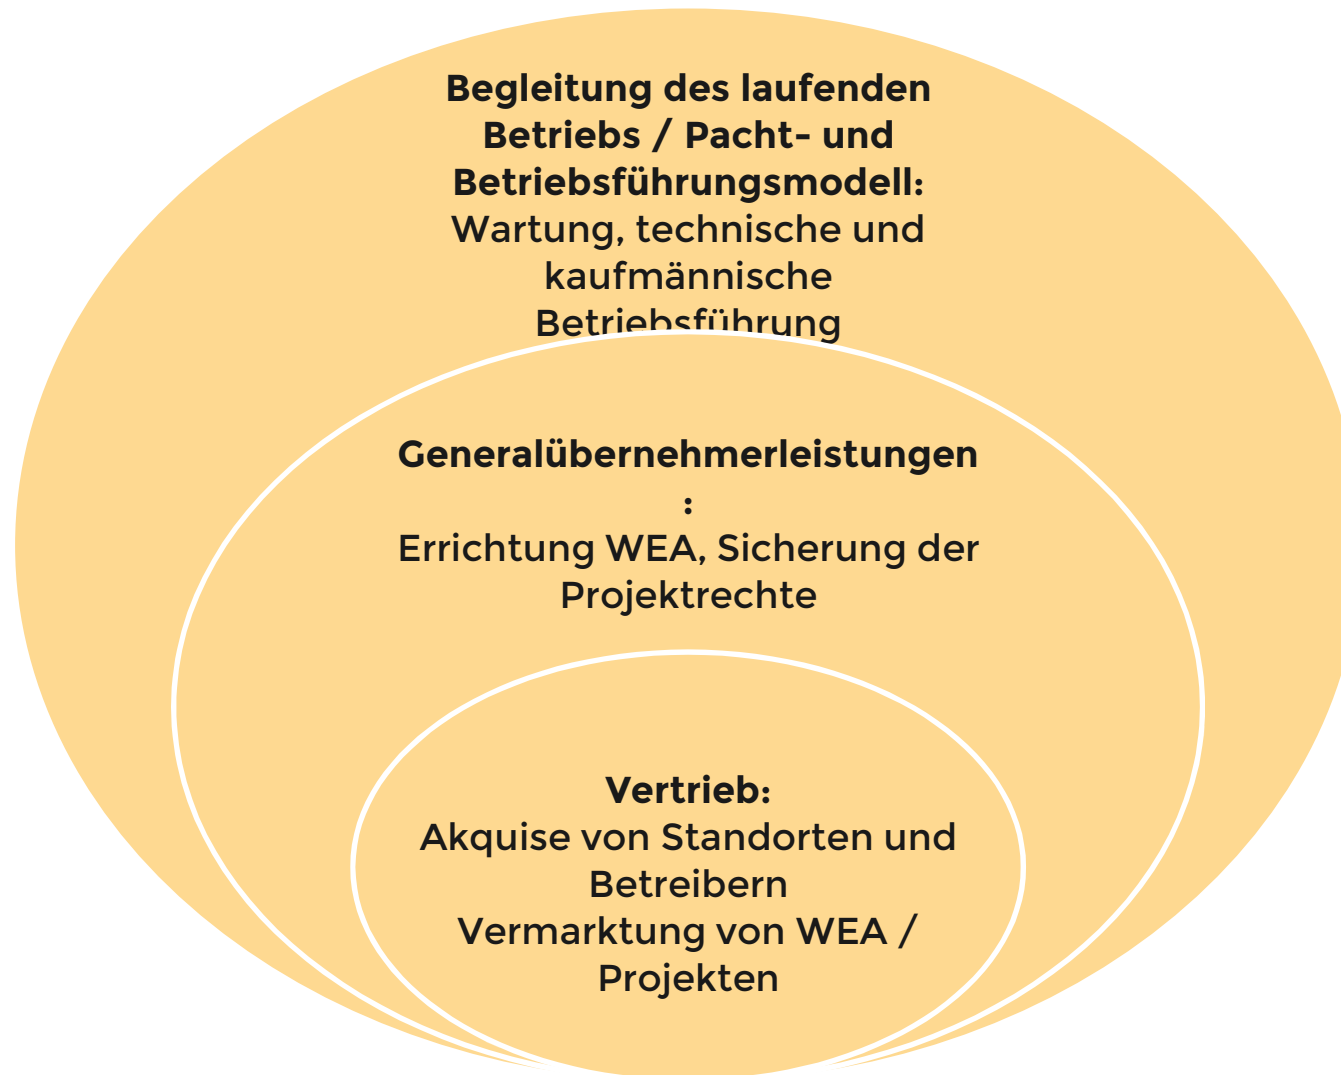 Begleitung des laufenden
Betriebs / Pacht- und
Betriebsführungsmodell:
Wartung, technische und
kaufmännische
Betriebsführung
Generalübernehmerleistungen
:
Errichtung WEA, Sicherung der
Projektrechte
Vertrieb:
Akquise von Standorten und
Betreibern
Vermarktung von WEA /
Projekten